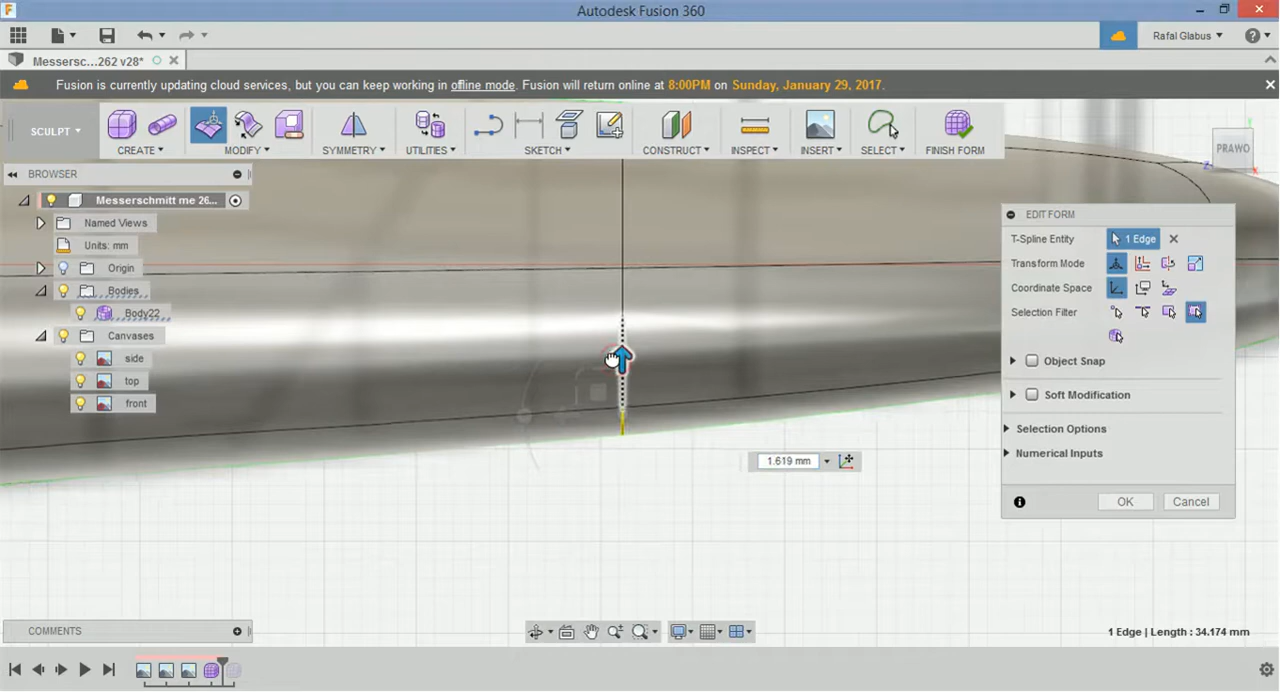 Autodesk Fusion 360
Rafal Glabus
Messersc...262 v28*
Fusion is currently updating cloud services, but you can keep working in offline mode. Fusion will return online at 8:00PM on Sunday, January 29, 2017.
SCULPT
CREATE
MODIFY
SYMMETRY
UTILITIES
SKETCH
CONSTRUCT
INSPECT
INSERT
SELECT
FINISH FORM
PRAWO
BROWSER
Messerschmitt me 26...
Named Views
Units: mm
Origin
Bodies
Body22
Canvases
side
top
front
EDIT FORM
T-Spline Entity 1 Edge
Transform Mode
Coordinate Space
Selection Filter
Object Snap
Soft Modification
Selection Options
Numerical Inputs
OK Cancel
1.619 mm
COMMENTS
1 Edge | Length : 34.174 mm